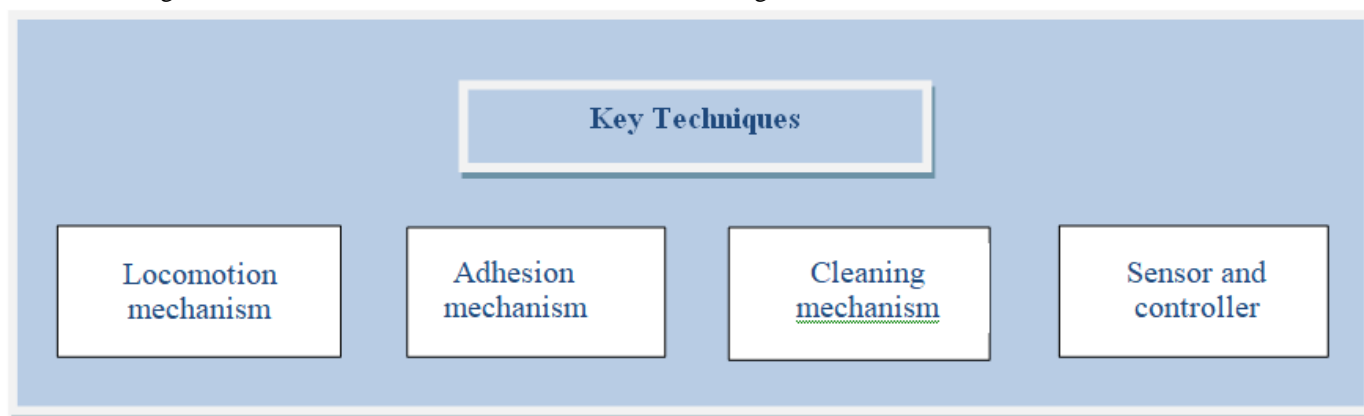 Key Techniques
Locomotion
mechanism
Adhesion
mechanism
Cleaning
mechanism
Sensor and
controller